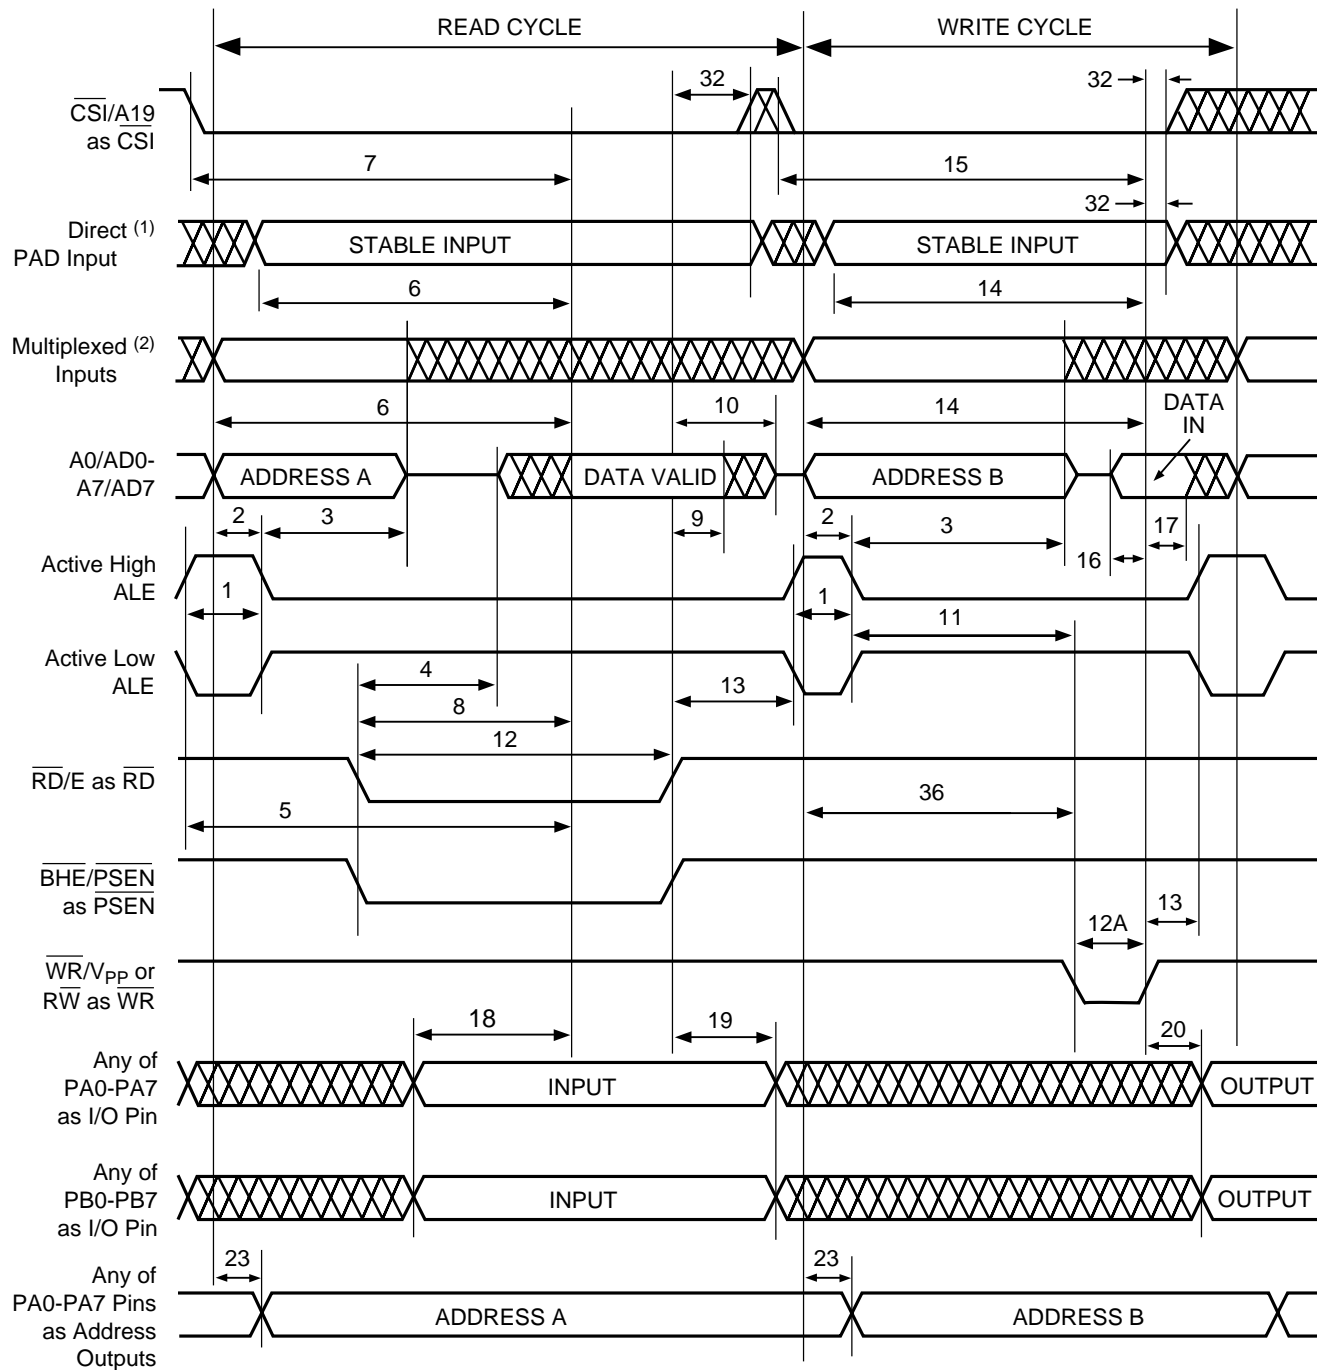 READ CYCLE WRITE CYCLE
32 32
CSI/A19
as CSI
7 15
32
Direct (1)
PAD Input
STABLE INPUT STABLE INPUT
6 14
Multiplexed (2)
Inputs
6 10 14 DATA
IN
A0/AD0-
A7/AD7
ADDRESS A DATA VALID ADDRESS B
2 3 9 2 3 17
16
Active High
ALE
1 1
11
Active Low
ALE
4 13
8
12
RD/E as RD
5 36
BHE/PSEN
as PSEN
12A 13
WR/VPP or
RW as WR
18 19 20
Any of
PA0-PA7
as I/O Pin
INPUT OUTPUT
Any of
PB0-PB7
as I/O Pin
INPUT OUTPUT
23 23
Any of
PA0-PA7 Pins
as Address
Outputs
ADDRESS A ADDRESS B